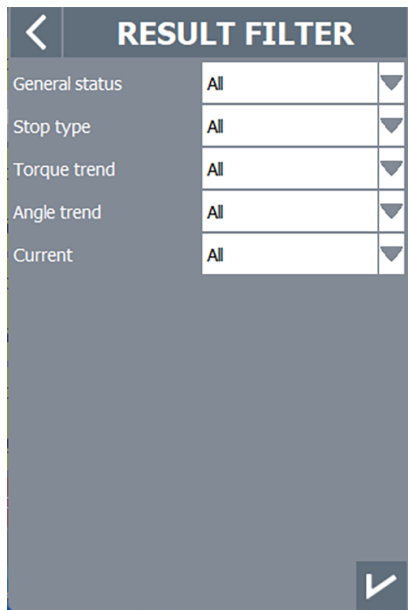 RESULT FILTER
General status All
Stop type All
Torque trend All
Angle trend All
Current All